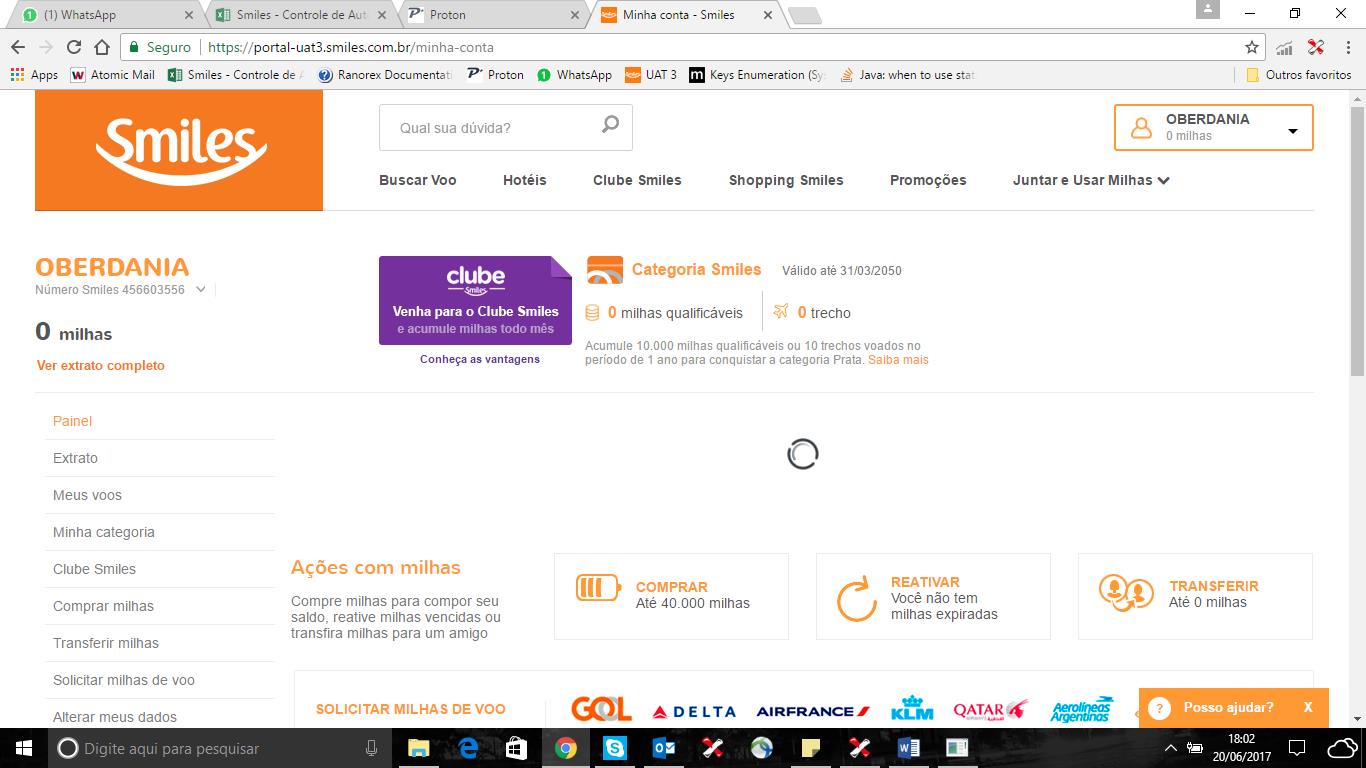 (1) WhatsApp
Smiles - Controle de Aut
Proton
Minha conta - Smiles
Seguro
https://portal-uat3.smiles.com.br/minha-conta
Apps
Atomic Mail
Smiles - Controle de A
Ranorex Documentati
Proton
WhatsApp
UAT 3
Keys Enumeration (Sy
Java: when to use stat
Outros favoritos
Smiles
Qual sua dúvida?
OBERDANIA
0 milhas
Buscar Voo
Hotéis
Clube Smiles
Shopping Smiles
Promoções
Juntar e Usar Milhas
OBERDANIA
Número Smiles 456603556
0 milhas
Ver extrato completo
clube
Smiles
Venha para o Clube Smiles
e acumule milhas todo mês
Conheça as vantagens
Categoria Smiles
Válido até 31/03/2050
0 milhas qualificáveis
0 trecho
Acumule 10.000 milhas qualificáveis ou 10 trechos voados no
período de 1 ano para conquistar a categoria Prata. Saiba mais
Painel
Extrato
Meus voos
Minha categoria
Clube Smiles
Comprar milhas
Transferir milhas
Solicitar milhas de voo
Alterar meus dados
Ações com milhas
Compre milhas para compor seu
saldo, reative milhas vencidas ou
transfira milhas para um amigo
COMPRAR
Até 40.000 milhas
REATIVAR
Você não tem
milhas expiradas
TRANSFERIR
Até 0 milhas
SOLICITAR MILHAS DE VOO
GOL
DELTA
AIRFRANCE
KLM
QATAR
Aerolíneas
Argentinas
Posso ajudar?
X
Digite aqui para pesquisar
18:02
20/06/2017